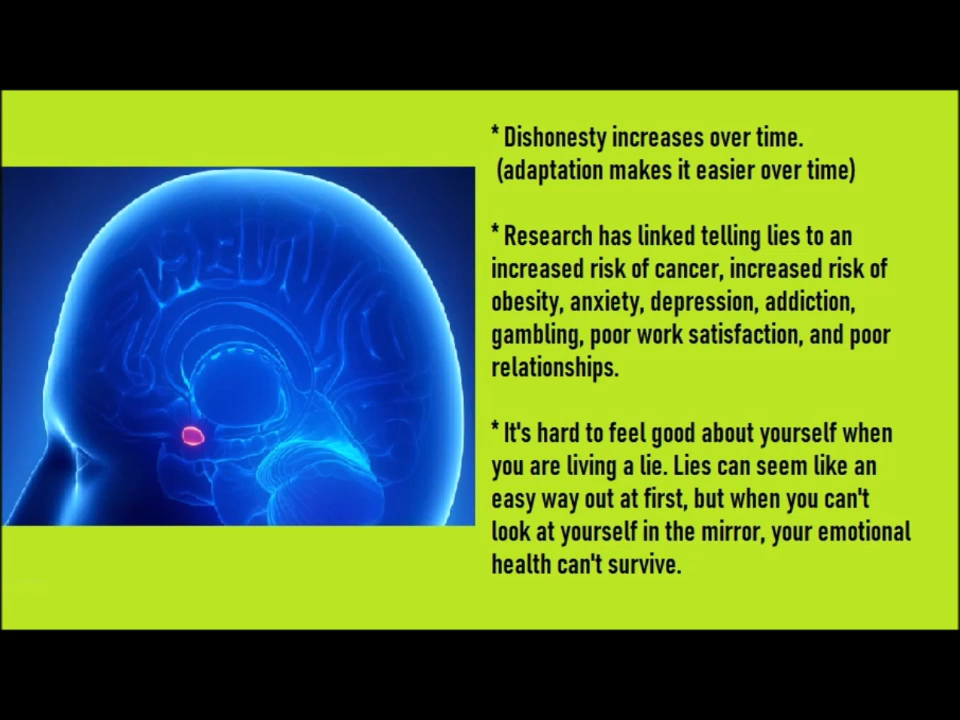 * Dishonesty increases over time.
(adaptation makes it easier over time)
* Research has linked telling lies to an
increased risk of cancer, increased risk of
obesity, anxiety, depression, addiction,
gambling, poor work satisfaction, and poor
relationships.
* It's hard to feel good about yourself when
you are living a lie. Lies can seem like an
easy way out at first, but when you can't
look at yourself in the mirror, your emotional
health can't survive.